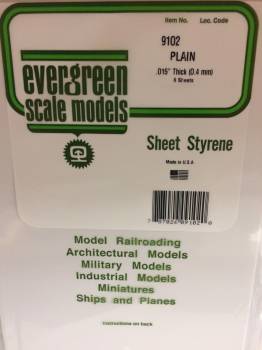 Item No. Loc. Code
9102
PLAIN
.015" Thick (0.4 mm)
6 Sheets
evergreen
scale models
Sheet Styrene
Made in U.S.A.
Model Railroading
Architectural Models
Military Models
Industrial Models
Miniatures
Ships and Planes
Instructions on back